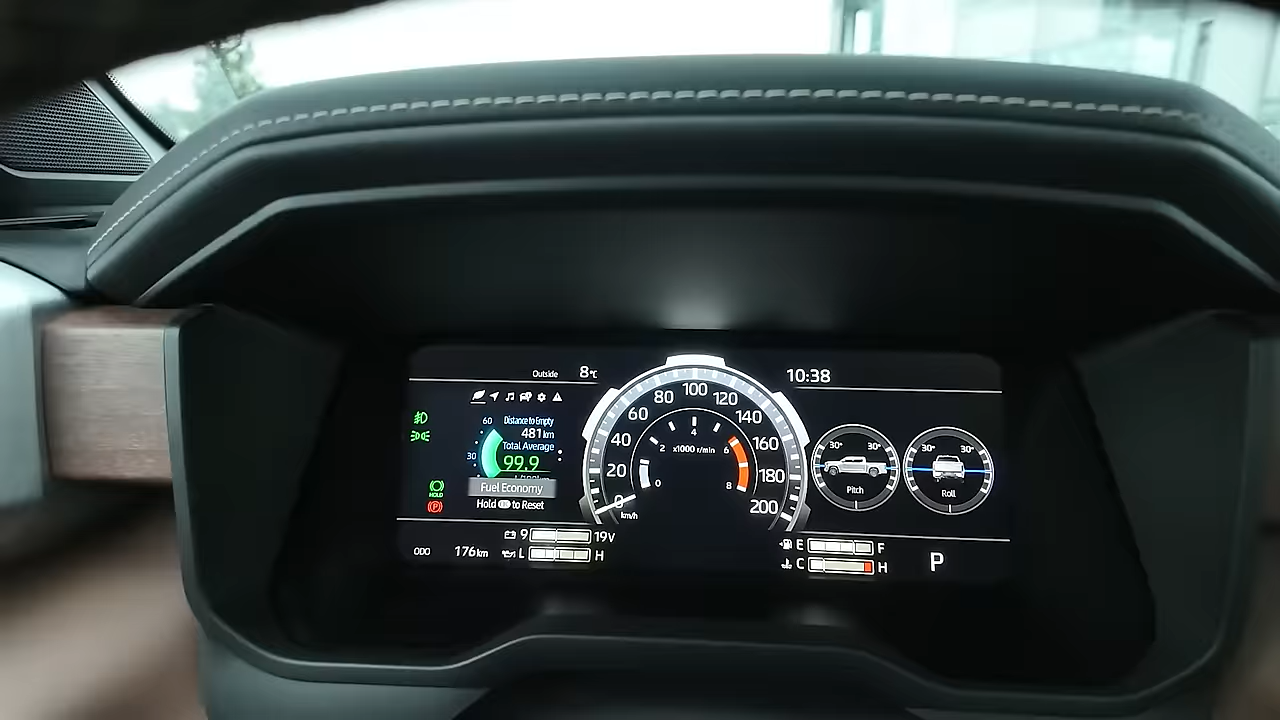 Outside 8°C
10:38
60
30
Distance to Empty
481 km
Total Average
99.9
Fuel Economy
Hold OK to Reset
HOLD
(P)
0 20 40 60 80 100 120 140 160 180 200
km/h
0 2 4 6 8
x1000 r/min
30° 30°
Pitch
30° 30°
Roll
9 19V
ODO 176 km
L H
E F
C H
P